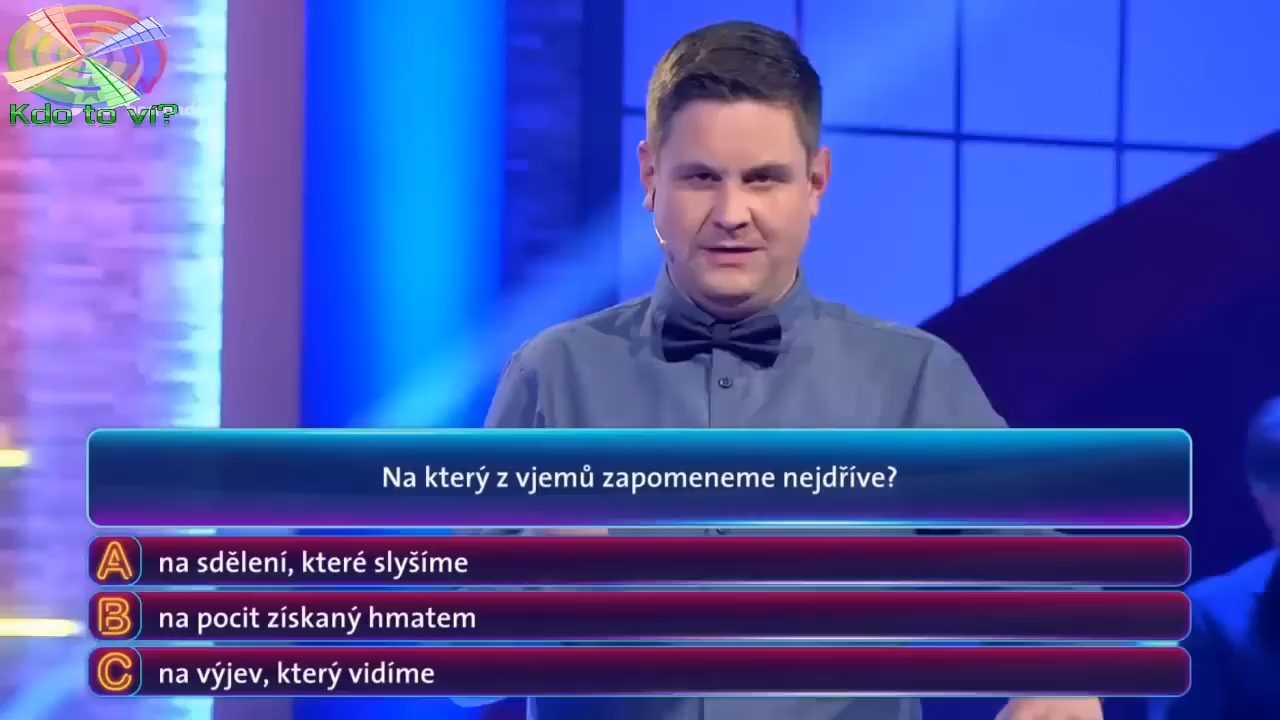 Kdo to ví?
Na který z vjemů zapomeneme nejdříve?
A na sdělení, které slyšíme
B na pocit získaný hmatem
C na výjev, který vidíme